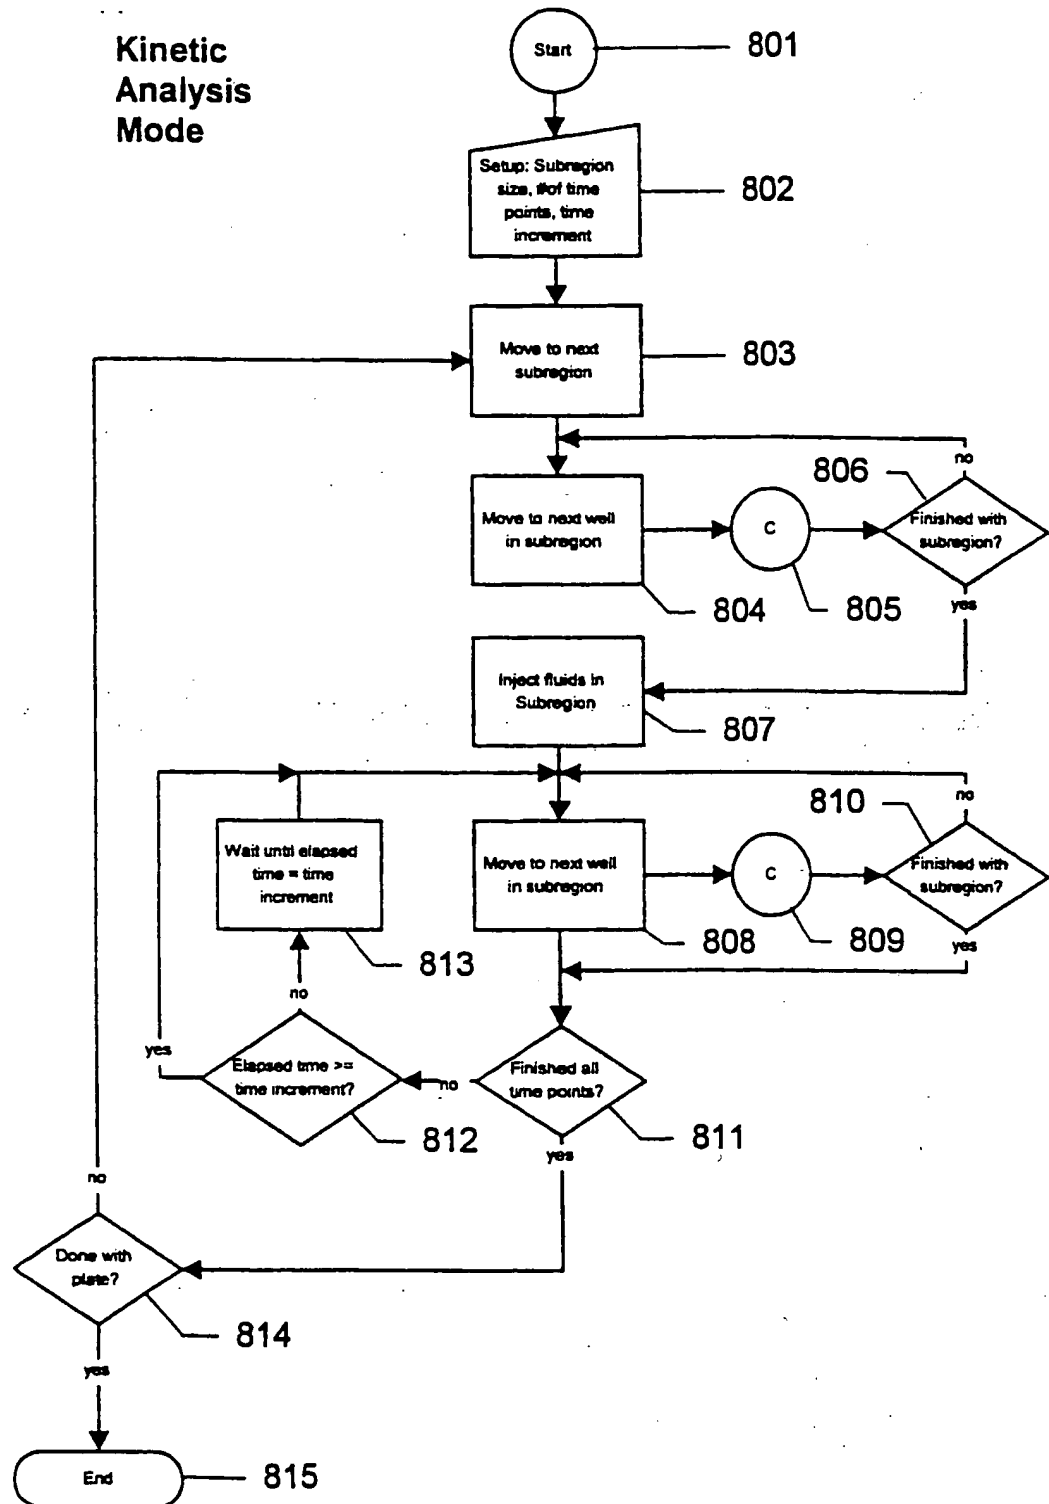 Kinetic
Analysis
Mode
Start
801
Setup: Subregion
size, #of time
points, time
increment
802
Move to next
subregion
803
Move to next well
in subregion
804
C
805
Finished with
subregion?
806
no
yes
Inject fluids in
Subregion
807
Move to next well
in subregion
808
C
809
Finished with
subregion?
810
no
yes
Wait until elapsed
time = time
increment
813
no
yes
Elapsed time >=
time increment?
812
no
Finished all
time points?
811
yes
no
Done with
plate?
814
yes
End
815